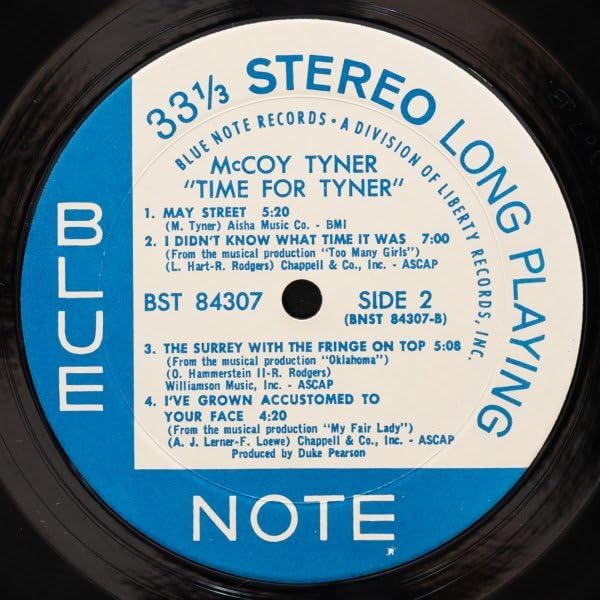 33⅓ STEREO LONG PLAYING
BLUE NOTE RECORDS • A DIVISION OF LIBERTY RECORDS, INC.
McCOY TYNER
"TIME FOR TYNER"
1. MAY STREET 5:20
(M. Tyner) Aisha Music Co. - BMI
2. I DIDN'T KNOW WHAT TIME IT WAS 7:00
(From the musical production "Too Many Girls")
(L. Hart-R. Rodgers) Chappell & Co., Inc. - ASCAP
BST 84307 SIDE 2
(BNST 84307-B)
3. THE SURREY WITH THE FRINGE ON TOP 5:08
(From the musical production "Oklahoma")
(O. Hammerstein II-R. Rodgers)
Williamson Music, Inc. - ASCAP
4. I'VE GROWN ACCUSTOMED TO
YOUR FACE 4:20
(From the musical production "My Fair Lady")
(A. J. Lerner-F. Loewe) Chappell & Co., Inc. - ASCAP
Produced by Duke Pearson
BLUE
NOTE